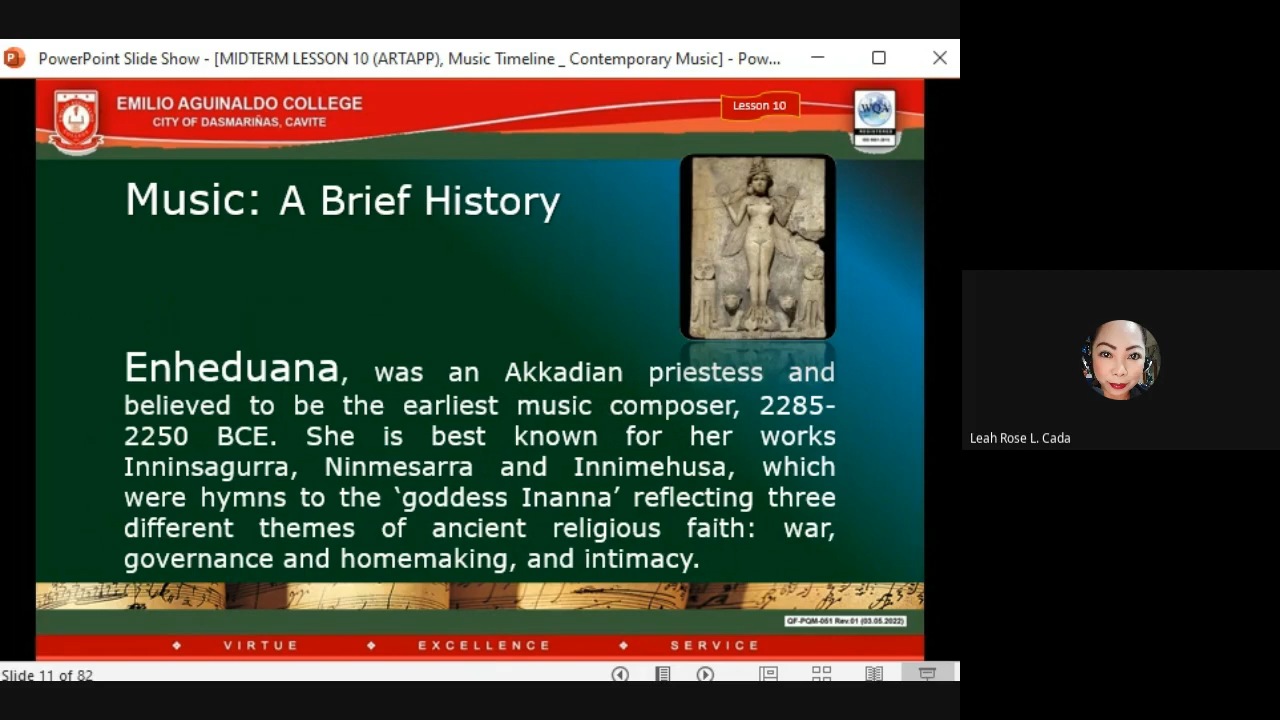 PowerPoint Slide Show - [MIDTERM LESSON 10 (ARTAPP), Music Timeline _ Contemporary Music] - Pow...
EMILIO AGUINALDO COLLEGE
CITY OF DASMARIÑAS, CAVITE
Lesson 10
WQA
REGISTERED
Music: A Brief History
Enheduana, was an Akkadian priestess and
believed to be the earliest music composer, 2285-
2250 BCE. She is best known for her works
Inninsagurra, Ninmesarra and Innimehusa, which
were hymns to the ‘goddess Inanna’ reflecting three
different themes of ancient religious faith: war,
governance and homemaking, and intimacy.
QF-PQM-051 Rev.01 (03.05.2022)
❖ VIRTUE ❖ EXCELLENCE ❖ SERVICE
Slide 11 of 82
Leah Rose L. Cada